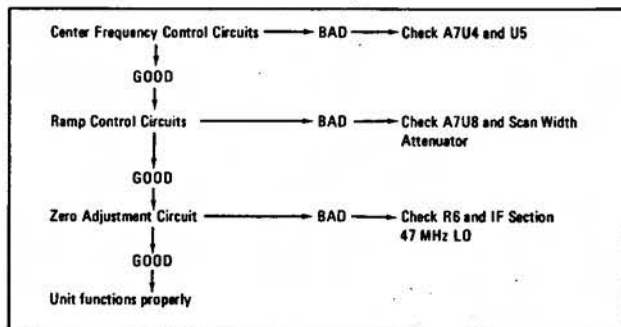 Center Frequency Control Circuits BAD Check A7U4 and U5
GOOD
Ramp Control Circuits BAD Check A7U8 and Scan Width
Attenuator
GOOD
Zero Adjustment Circuit BAD Check R6 and IF Section
47 MHz LO
GOOD
Unit functions properly